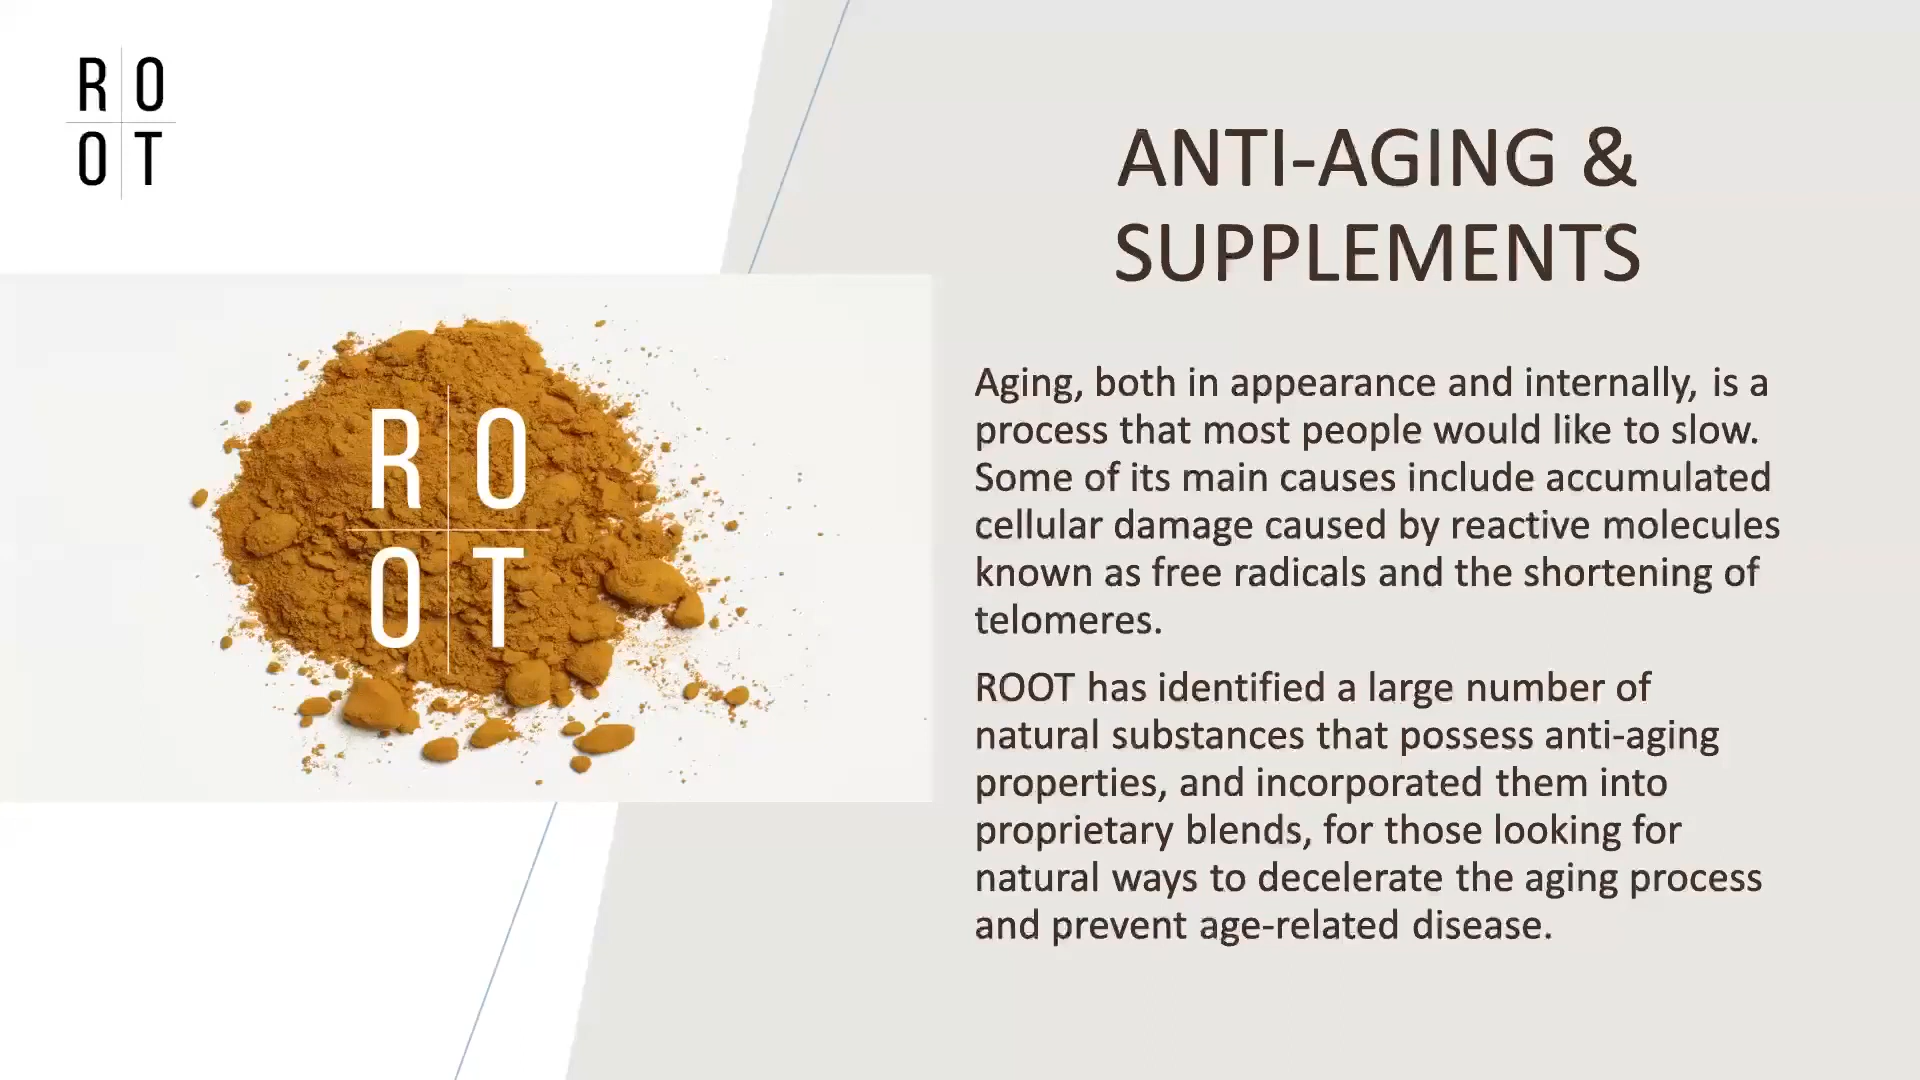 R O
O T
ANTI-AGING &
SUPPLEMENTS
R O
O T
Aging, both in appearance and internally, is a
process that most people would like to slow.
Some of its main causes include accumulated
cellular damage caused by reactive molecules
known as free radicals and the shortening of
telomeres.
ROOT has identified a large number of
natural substances that possess anti-aging
properties, and incorporated them into
proprietary blends, for those looking for
natural ways to decelerate the aging process
and prevent age-related disease.